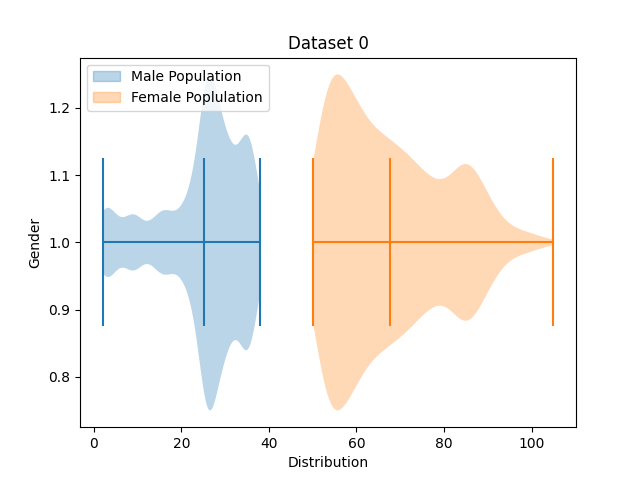 Dataset 0
Male Population
Female Poplulation
1.2
1.1
1.0
0.9
0.8
Gender
0 20 40 60 80 100
Distribution